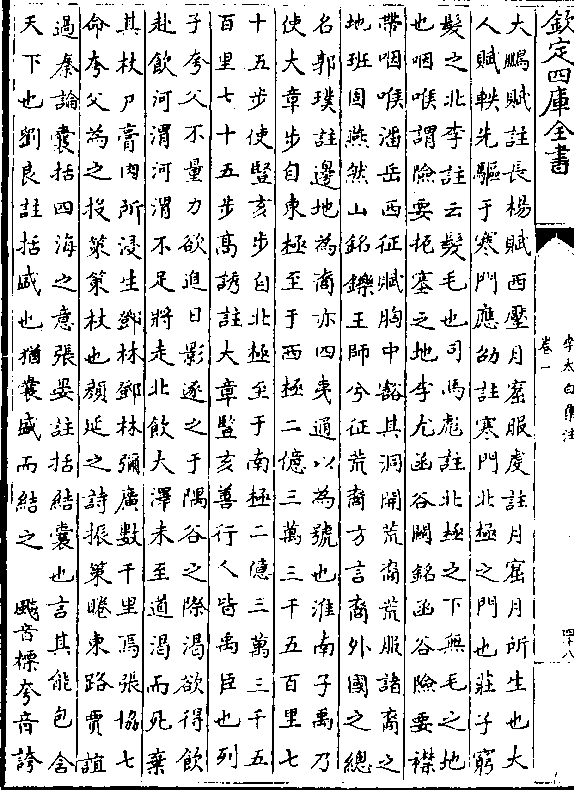 欽定四庫全書
李太白集注
卷一
四十八
大鵬賦註長楊賦西壓月窟服虔註月窟月所生也大
人賦軼先驅于寒門應劭註寒門北極之門也莊子窮
髮之北李註云髮毛也司馬彪註北極之下無毛之地
也咽喉謂險要扼塞之地李尤函谷關銘函谷險要襟
帶咽喉潘岳西征賦胸中豁其洞開荒裔荒服諸裔之
地班固燕然山銘鑠王師兮征荒裔方言裔外國之總
名郭璞註邊地為裔亦四夷通以為號也淮南子禹乃
使大章步自東極至于西極二億三萬三千五百里七
十五步使豎亥步自北極至于南極二億三萬三千五
百里七十五步高誘註大章豎亥善行人皆禹臣也列
子夸父不量力欲追日影逐之于隅谷之際渴欲得飲
赴飲河渭河渭不足將走北飲大澤未至道渴而死棄
其杖尸膏肉所浸生鄧林鄧林彌廣數千里焉張協七
命夸父為之投策策杖也顏延之詩振策睠東路賈誼
過秦論囊括四海之意張晏註括結囊也言其能包含
天下也劉良註括盛也猶囊盛而結之　飈音標夸音誇